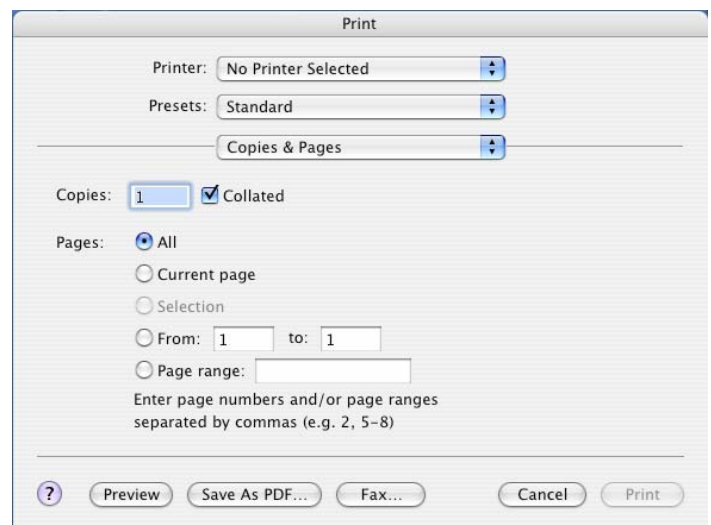 Print
Printer: No Printer Selected
Presets: Standard
Copies & Pages
Copies: 1 Collated
Pages: All
Current page
Selection
From: 1 to: 1
Page range:
Enter page numbers and/or page ranges
separated by commas (e.g. 2, 5-8)
? Preview Save As PDF... Fax... Cancel Print